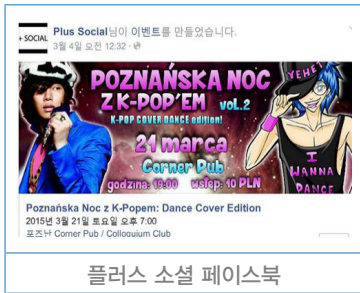 + SOCIAL
Plus Social님이 이벤트를 만들었습니다.
3월 4일 오전 12:32 ·
POZNAŃSKA NOC
Z K-POP'EM VOL.2
K-POP COVER DANCE edition!
21 marca
Corner Pub
godzina: 19:00 wstęp: 10 PLN
YEHET
I
WANNA
DANCE
Poznańska Noc z K-Popem: Dance Cover Edition
2015년 3월 21일 토요일 오후 7:00
포즈난 Corner Pub / Colloquium Club
플러스 소셜 페이스북